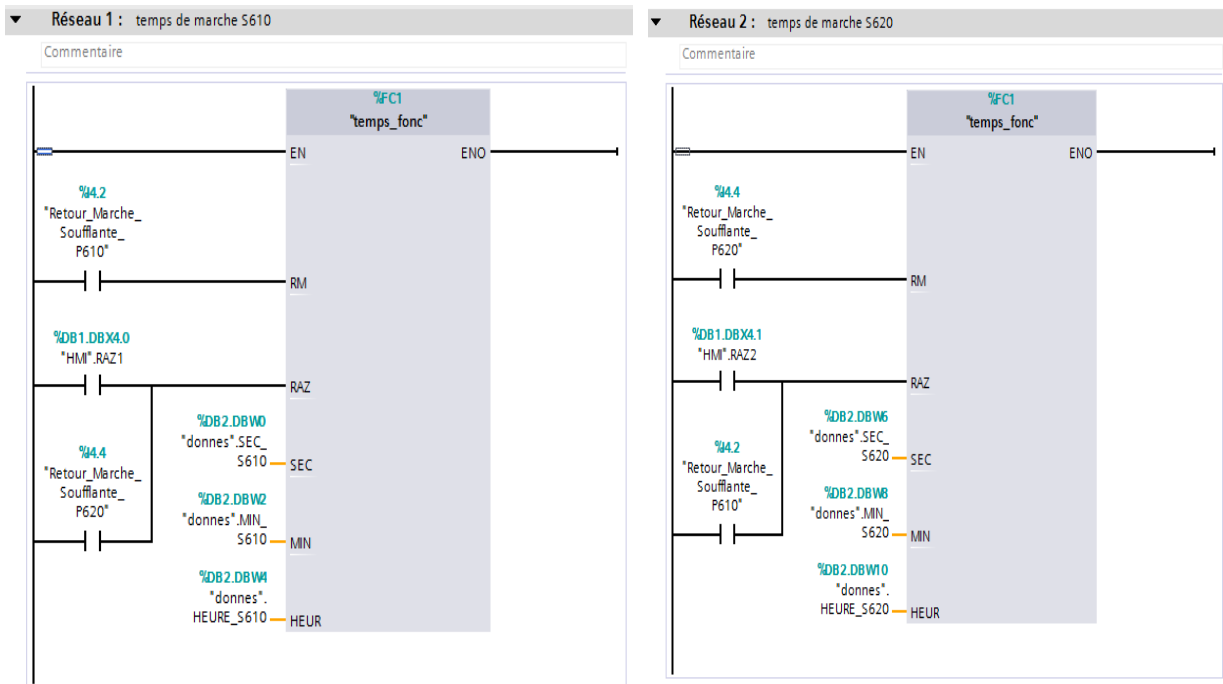 Réseau 1 : temps de marche S610
Commentaire
%FC1
"temps_fonc"
EN
ENO
%I4.2
"Retour_Marche_
Soufflante_
P610"
RM
%DB1.DBX4.0
"HMI".RAZ1
RAZ
%DB2.DBW0
"donnes".SEC_
S610
SEC
%I4.4
"Retour_Marche_
Soufflante_
P620"
%DB2.DBW2
"donnes".MIN_
S610
MIN
%DB2.DBW4
"donnes".
HEURE_S610
HEUR
Réseau 2 : temps de marche S620
Commentaire
%FC1
"temps_fonc"
EN
ENO
%I4.4
"Retour_Marche_
Soufflante_
P620"
RM
%DB1.DBX4.1
"HMI".RAZ2
RAZ
%DB2.DBW6
"donnes".SEC_
S620
SEC
%I4.2
"Retour_Marche_
Soufflante_
P610"
%DB2.DBW8
"donnes".MIN_
S620
MIN
%DB2.DBW10
"donnes".
HEURE_S620
HEUR